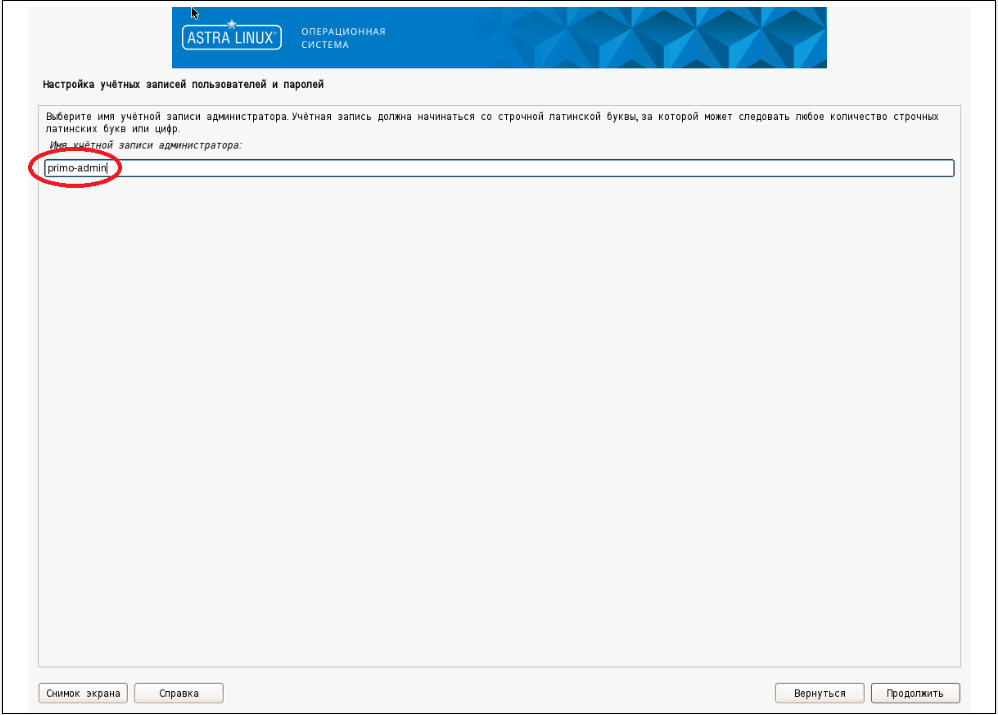 ASTRA LINUX®
ОПЕРАЦИОННАЯ
СИСТЕМА
Настройка учётных записей пользователей и паролей
Выберите имя учётной записи администратора. Учётная запись должна начинаться со строчной латинской буквы, за которой может следовать любое количество строчных
латинских букв или цифр.
Имя учётной записи администратора:
primo-admin
Снимок экрана Справка Вернуться Продолжить